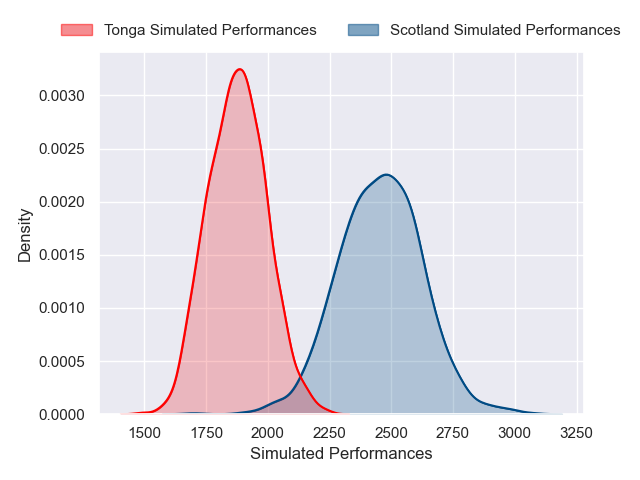 Tonga Simulated Performances Scotland Simulated Performances
0.0030
0.0025
0.0020
0.0015
0.0010
0.0005
0.0000
Density
1500 1750 2000 2250 2500 2750 3000 3250
Simulated Performances